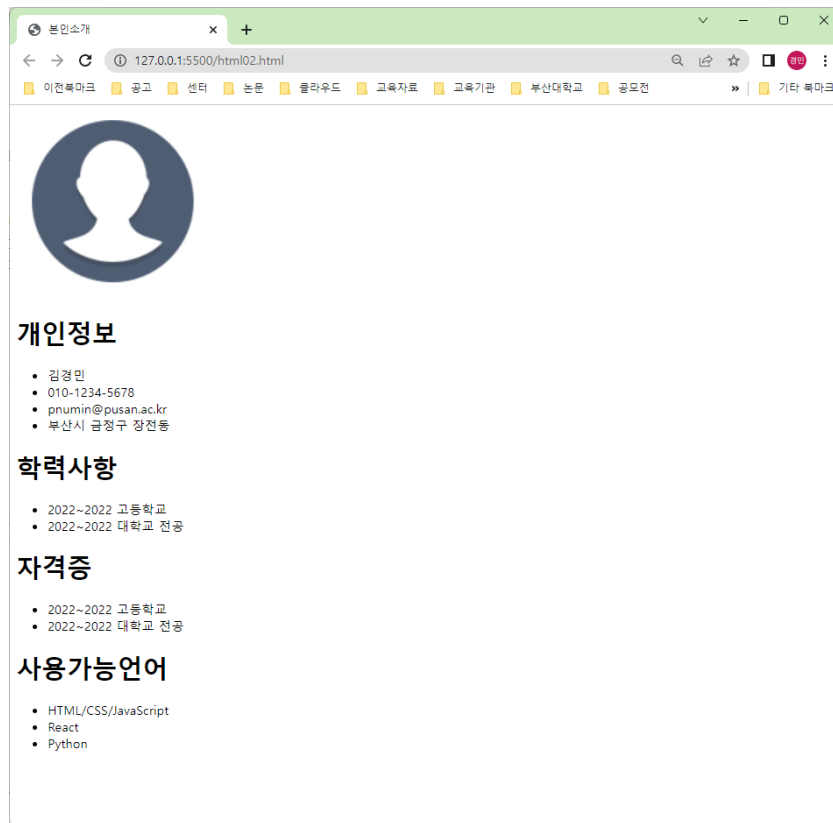 본인소개
127.0.0.1:5500/html02.html
경민
이전북마크 공고 센터 논문 클라우드 교육자료 교육기관 부산대학교 공모전 » 기타 북마크
개인정보
김경민
010-1234-5678
pnumin@pusan.ac.kr
부산시 금정구 장전동
학력사항
2022~2022 고등학교
2022~2022 대학교 전공
자격증
2022~2022 고등학교
2022~2022 대학교 전공
사용가능언어
HTML/CSS/JavaScript
React
Python